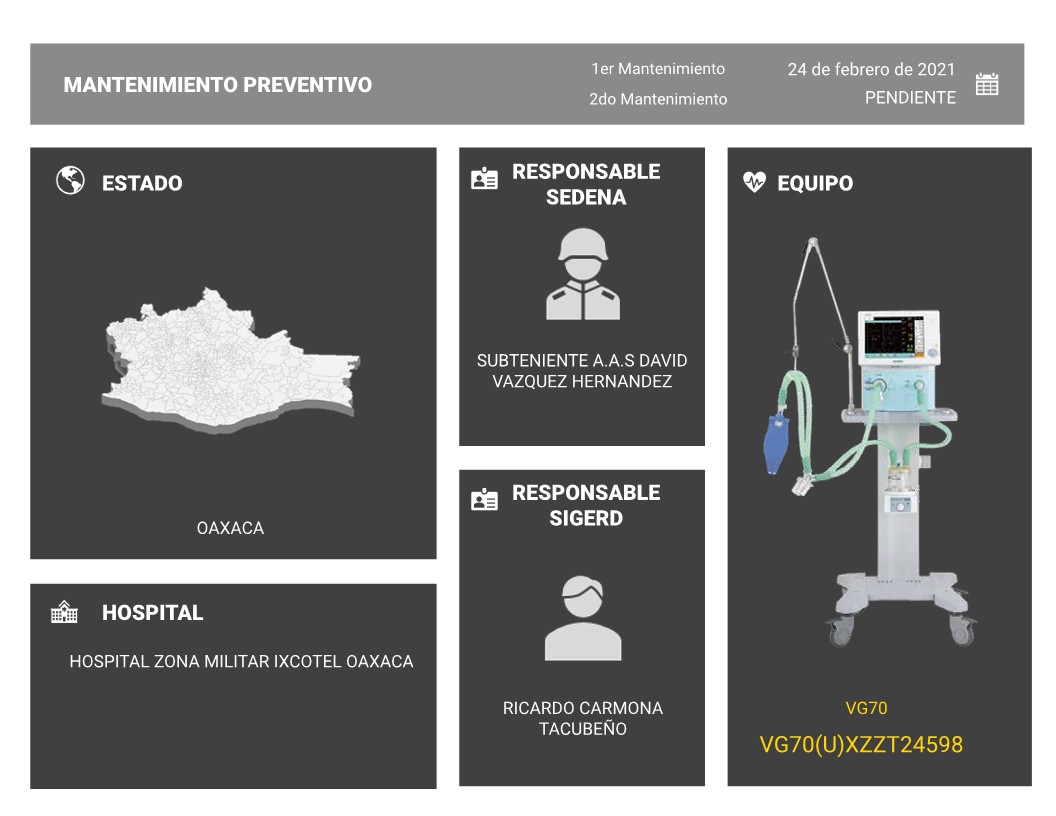 MANTENIMIENTO PREVENTIVO
1er Mantenimiento
24 de febrero de 2021
2do Mantenimiento
PENDIENTE
ESTADO
OAXACA
HOSPITAL
HOSPITAL ZONA MILITAR IXCOTEL OAXACA
RESPONSABLE
SEDENA
SUBTENIENTE A.A.S DAVID
VAZQUEZ HERNANDEZ
RESPONSABLE
SIGERD
RICARDO CARMONA
TACUBEÑO
EQUIPO
VG70
VG70(U)XZZT24598